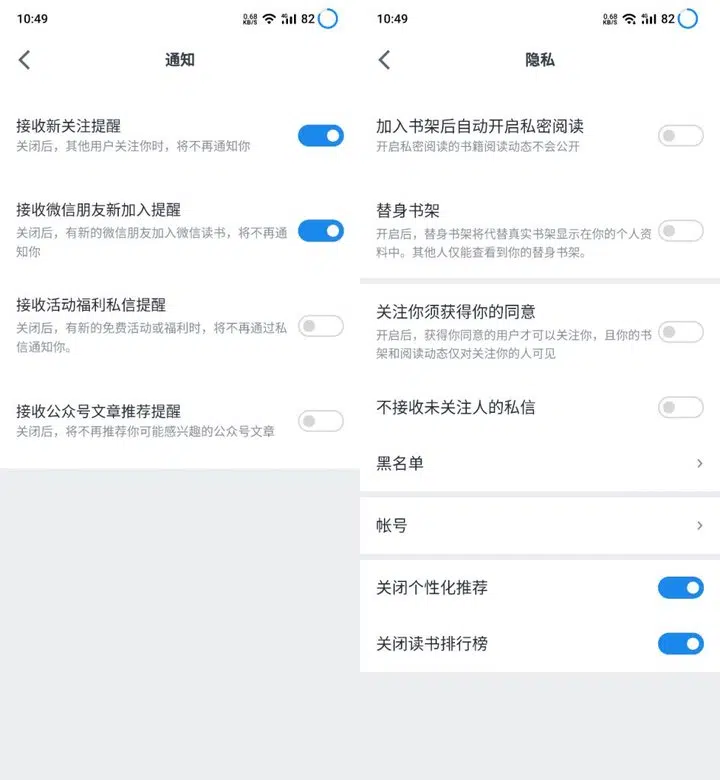 10:49
0.68
KB/S
4G
82
通知
接收新关注提醒
关闭后，其他用户关注你时，将不再通知你
接收微信朋友新加入提醒
关闭后，有新的微信朋友加入微信读书，将不再通
知你
接收活动福利私信提醒
关闭后，有新的免费活动或福利时，将不再通过私
信通知你。
接收公众号文章推荐提醒
关闭后，将不再推荐你可能感兴趣的公众号文章
10:49
0.68
KB/S
4G
82
隐私
加入书架后自动开启私密阅读
开启私密阅读的书籍阅读动态不会公开
替身书架
开启后，替身书架将代替真实书架显示在你的个人资
料中。其他人仅能查看到你的替身书架。
关注你须获得你的同意
开启后，获得你同意的用户才可以关注你，且你的书
架和阅读动态仅对关注你的人可见
不接收未关注人的私信
黑名单
帐号
关闭个性化推荐
关闭读书排行榜